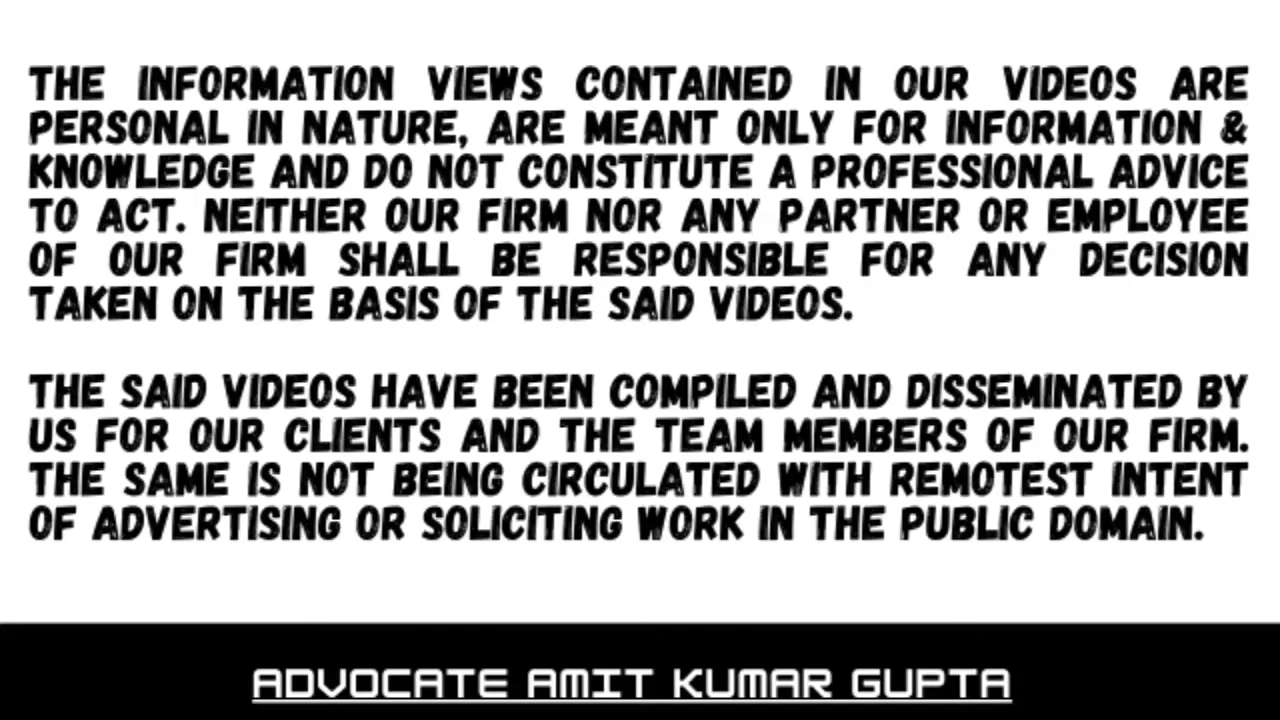 THE INFORMATION VIEWS CONTAINED IN OUR VIDEOS ARE
PERSONAL IN NATURE, ARE MEANT ONLY FOR INFORMATION &
KNOWLEDGE AND DO NOT CONSTITUTE A PROFESSIONAL ADVICE
TO ACT. NEITHER OUR FIRM NOR ANY PARTNER OR EMPLOYEE
OF OUR FIRM SHALL BE RESPONSIBLE FOR ANY DECISION
TAKEN ON THE BASIS OF THE SAID VIDEOS.
THE SAID VIDEOS HAVE BEEN COMPILED AND DISSEMINATED BY
US FOR OUR CLIENTS AND THE TEAM MEMBERS OF OUR FIRM.
THE SAME IS NOT BEING CIRCULATED WITH REMOTEST INTENT
OF ADVERTISING OR SOLICITING WORK IN THE PUBLIC DOMAIN.
ADVOCATE AMIT KUMAR GUPTA